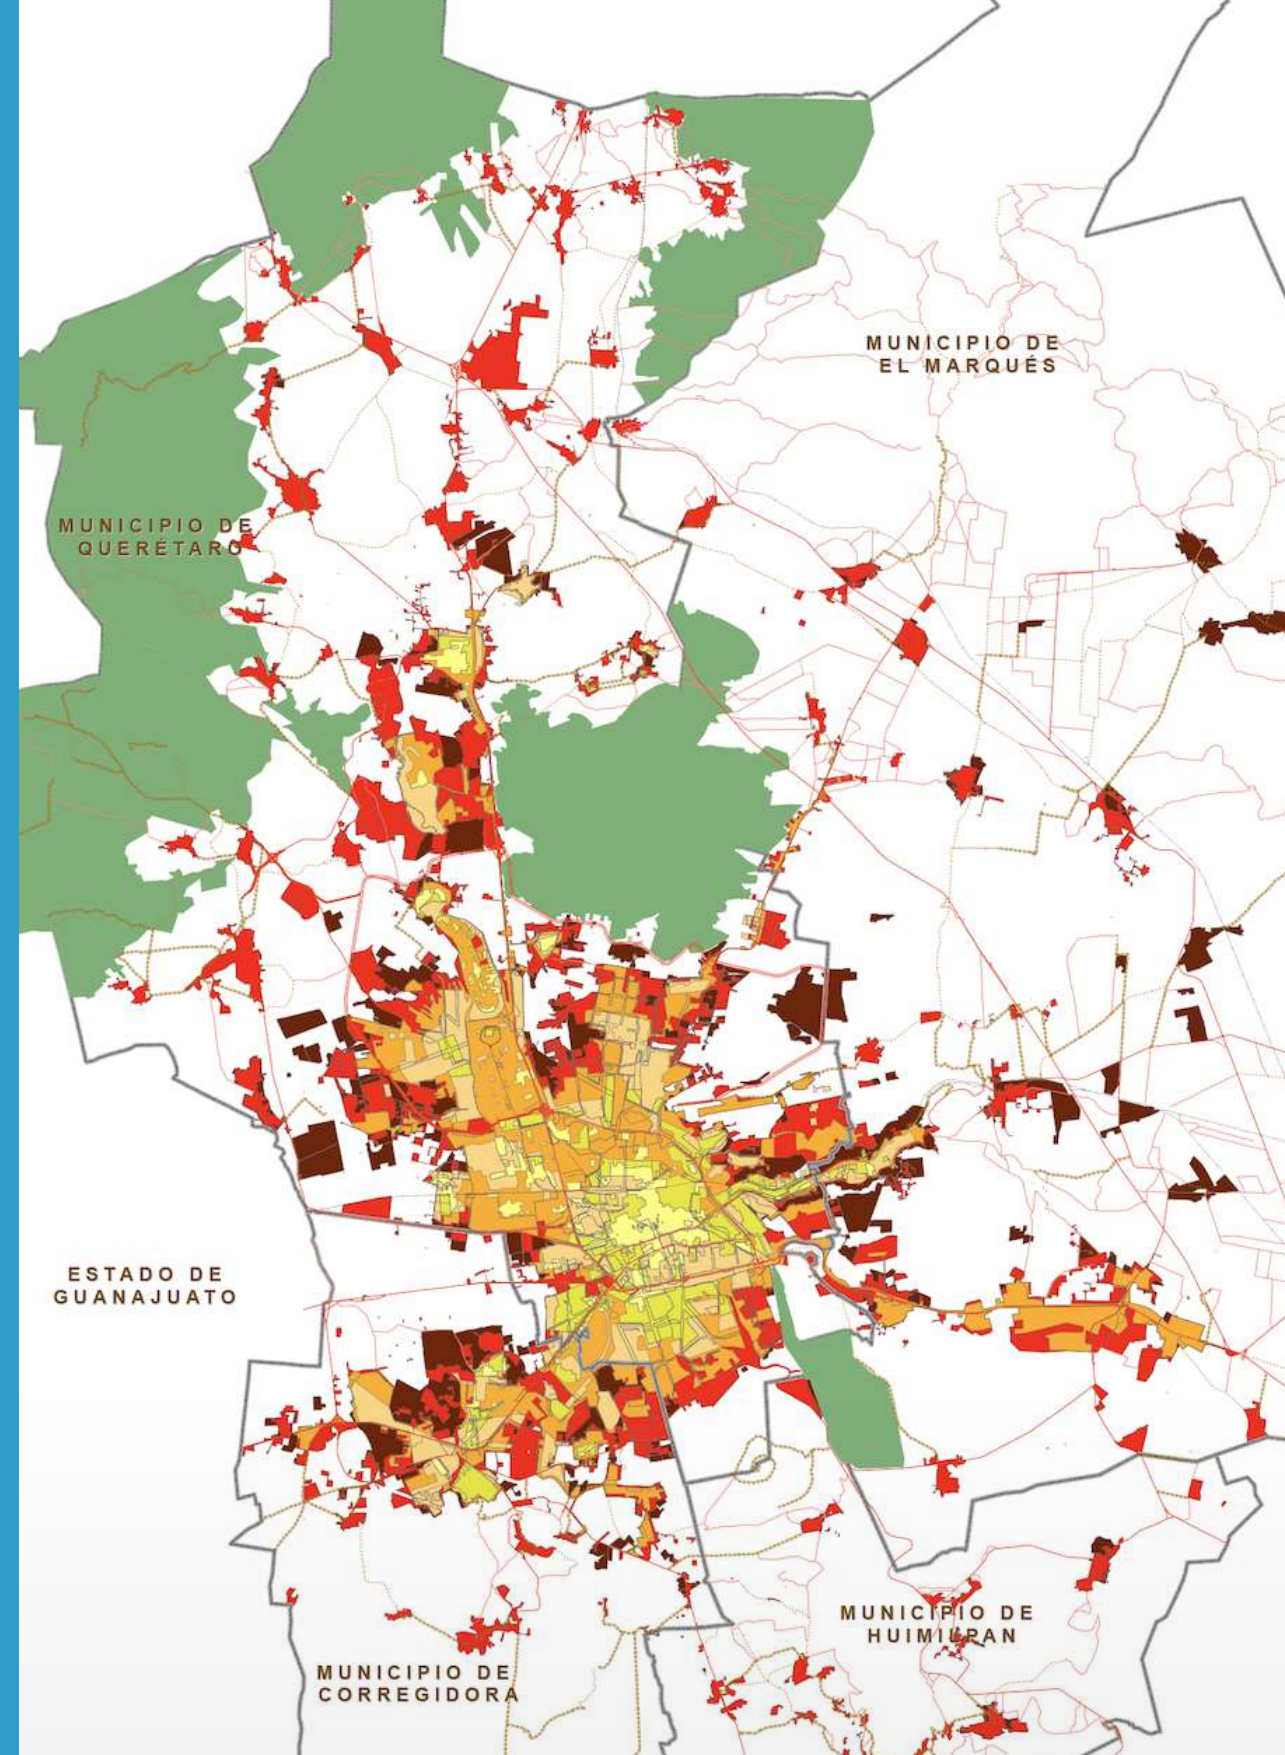 MUNICIPIO DE
EL MARQUÉS
MUNICIPIO DE
QUERÉTARO
ESTADO DE
GUANAJUATO
MUNICIPIO DE
HUIMILPAN
MUNICIPIO DE
CORREGIDORA